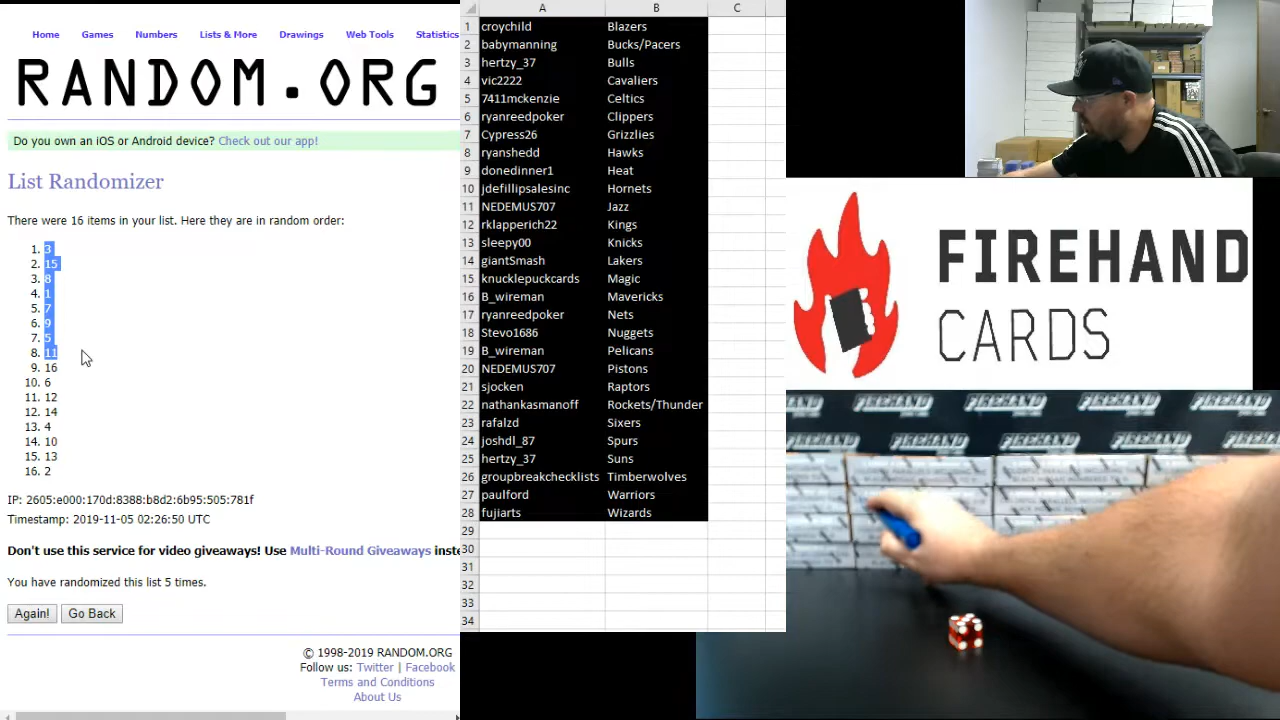 Home Games Numbers Lists & More Drawings Web Tools Statistics
RANDOM.ORG
Do you own an iOS or Android device? Check out our app!
List Randomizer
There were 16 items in your list. Here they are in random order:
1. 3
2. 15
3. 8
4. 1
5. 7
6. 9
7. 5
8. 11
9. 16
10. 6
11. 12
12. 14
13. 4
14. 10
15. 13
16. 2
IP: 2605:e000:170d:8388:b8d2:6b95:505:781f
Timestamp: 2019-11-05 02:26:50 UTC
Don't use this service for video giveaways! Use Multi-Round Giveaways inste
You have randomized this list 5 times.
Again! Go Back
© 1998-2019 RANDOM.ORG
Follow us: Twitter | Facebook
Terms and Conditions
About Us
A B C
1 croychild Blazers
2 babymanning Bucks/Pacers
3 hertzy_37 Bulls
4 vic2222 Cavaliers
5 7411mckenzie Celtics
6 ryanreedpoker Clippers
7 Cypress26 Grizzlies
8 ryanshedd Hawks
9 donedinner1 Heat
10 jdefillipsalesinc Hornets
11 NEDEMUS707 Jazz
12 rklapperich22 Kings
13 sleepy00 Knicks
14 giantSmash Lakers
15 knucklepuckcards Magic
16 B_wireman Mavericks
17 ryanreedpoker Nets
18 Stevo1686 Nuggets
19 B_wireman Pelicans
20 NEDEMUS707 Pistons
21 sjocken Raptors
22 nathankasmanoff Rockets/Thunder
23 rafalzd Sixers
24 joshdl_87 Spurs
25 hertzy_37 Suns
26 groupbreakchecklists Timberwolves
27 paulford Warriors
28 fujiarts Wizards
29
30
31
32
33
34
FIREHAND
CARDS
FIREHAND FIREHAND FIREHAND FIREHAND
FIREHAND FIREHAND FIREHAND